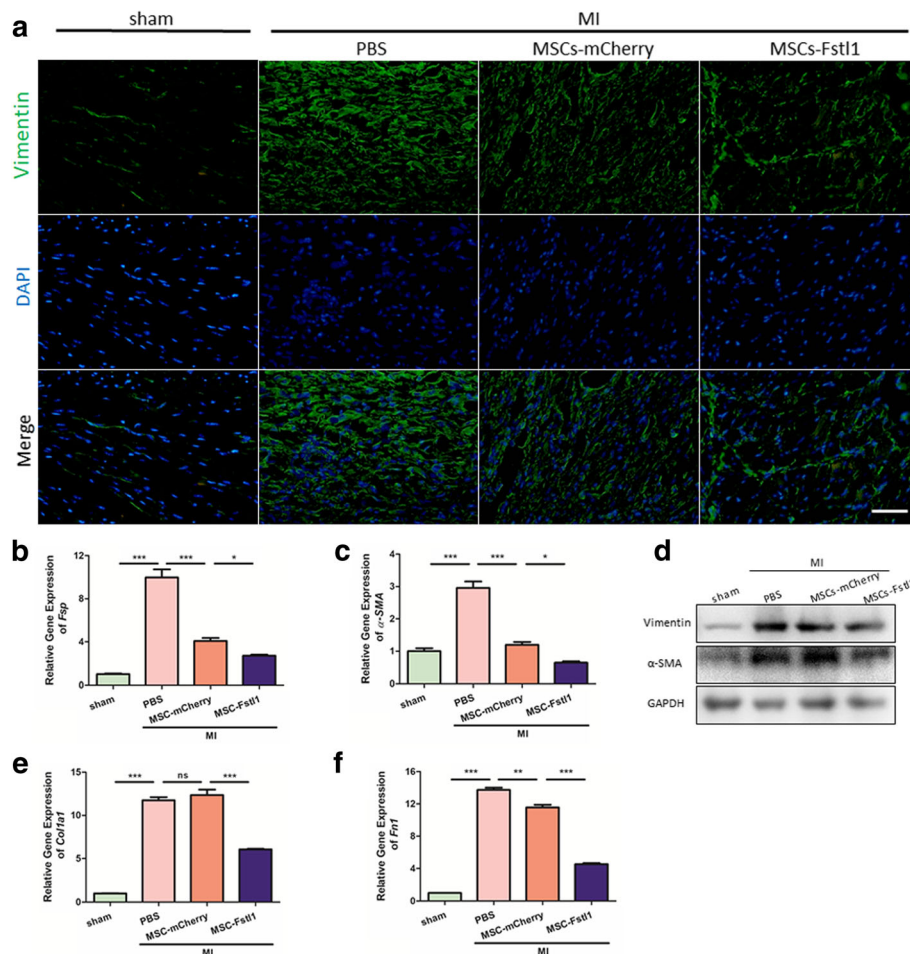 a
sham
MI
PBS
MSCs-mCherry
MSCs-Fstl1
Vimentin
DAPI
Merge
b
Relative Gene Expression
of Fsp
12
8
4
0
***
***
*
sham
PBS
MSC-mCherry
MSC-Fstl1
MI
c
Relative Gene Expression
of α-SMA
4
3
2
1
0
***
***
*
sham
PBS
MSC-mCherry
MSC-Fstl1
MI
d
MI
sham
PBS
MSCs-mCherry
MSCs-Fstl1
Vimentin
α-SMA
GAPDH
e
Relative Gene Expression
of Col1a1
15
10
5
0
***
ns
***
sham
PBS
MSC-mCherry
MSC-Fstl1
MI
f
Relative Gene Expression
of Fn1
16
12
8
4
0
***
**
***
sham
PBS
MSC-mCherry
MSC-Fstl1
MI